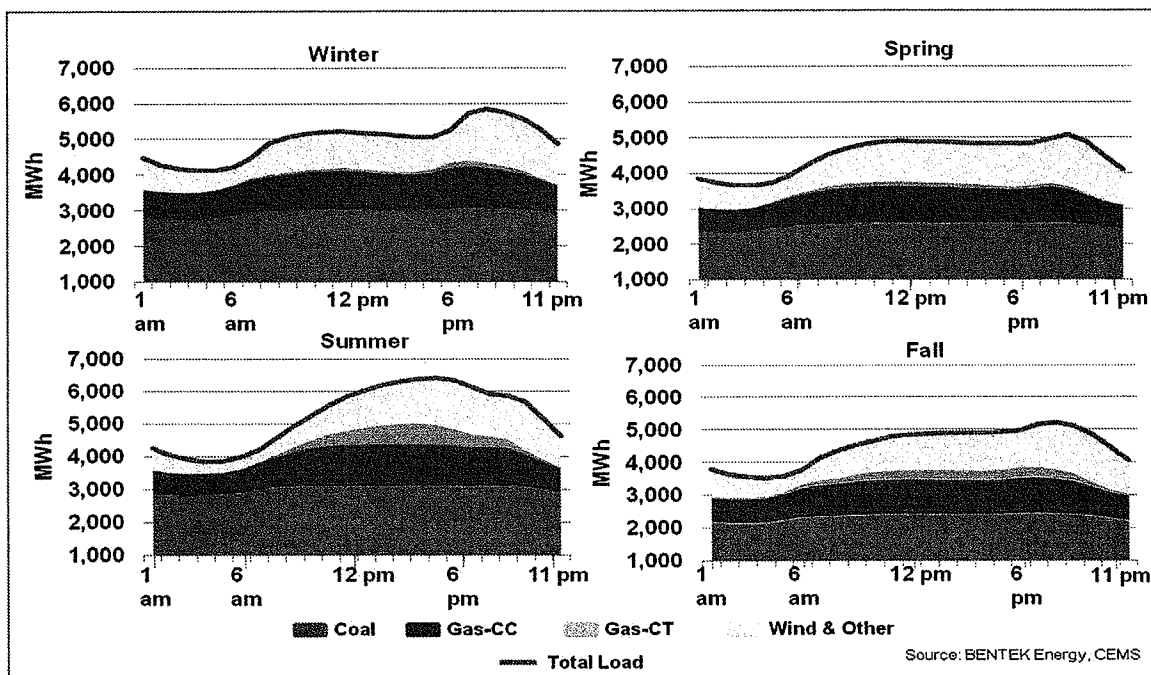 Winter
7,000
6,000
5,000
4,000
3,000
2,000
1,000
MWh
1 am
6 am
12 pm
6 pm
11 pm
Spring
7,000
6,000
5,000
4,000
3,000
2,000
1,000
MWh
1 am
6 am
12 pm
6 pm
11 pm
Summer
7,000
6,000
5,000
4,000
3,000
2,000
1,000
MWh
1 am
6 am
12 pm
6 pm
11 pm
Fall
7,000
6,000
5,000
4,000
3,000
2,000
1,000
MWh
1 am
6 am
12 pm
6 pm
11 pm
Coal
Gas-CC
Gas-CT
Wind & Other
Total Load
Source: BENTEK Energy, CEMS